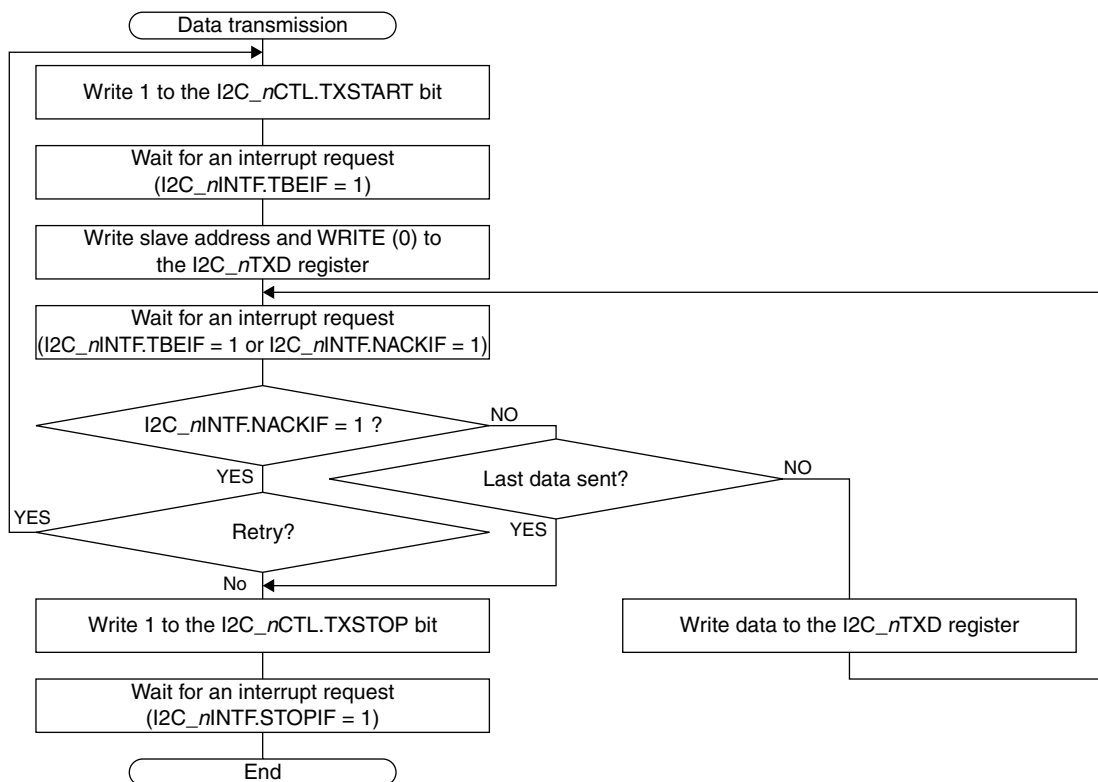 Data transmission
Write 1 to the I2C_nCTL.TXSTART bit
Wait for an interrupt request
(I2C_nINTF.TBEIF = 1)
Write slave address and WRITE (0) to
the I2C_nTXD register
Wait for an interrupt request
(I2C_nINTF.TBEIF = 1 or I2C_nINTF.NACKIF = 1)
I2C_nINTF.NACKIF = 1 ?
NO
YES
Last data sent?
NO
YES
YES
Retry?
No
Write 1 to the I2C_nCTL.TXSTOP bit
Write data to the I2C_nTXD register
Wait for an interrupt request
(I2C_nINTF.STOPIF = 1)
End